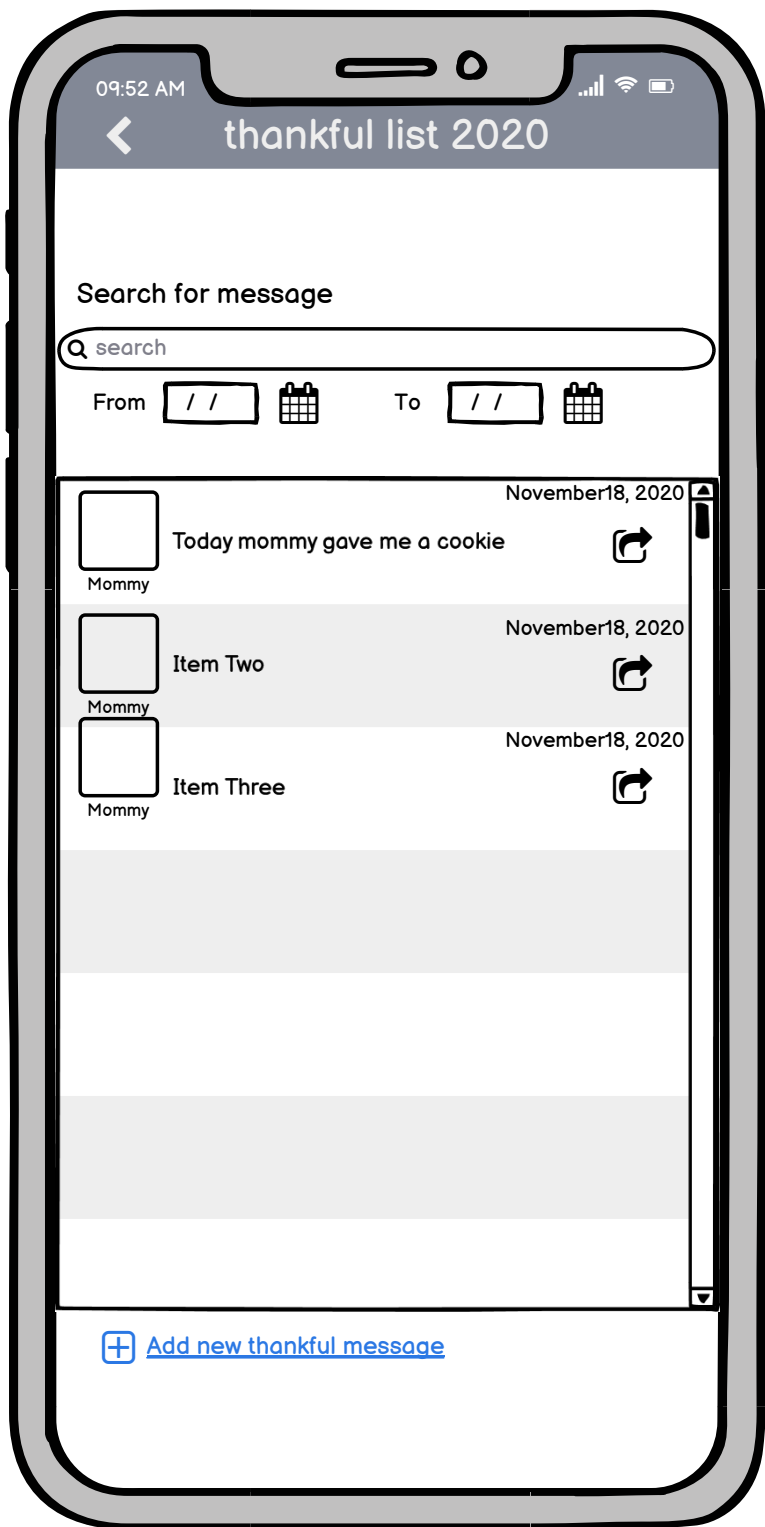 09:52 AM
thankful list 2020
Search for message
search
From / / To / /
November18, 2020
Today mommy gave me a cookie
Mommy
November18, 2020
Item Two
Mommy
November18, 2020
Item Three
Mommy
Add new thankful message